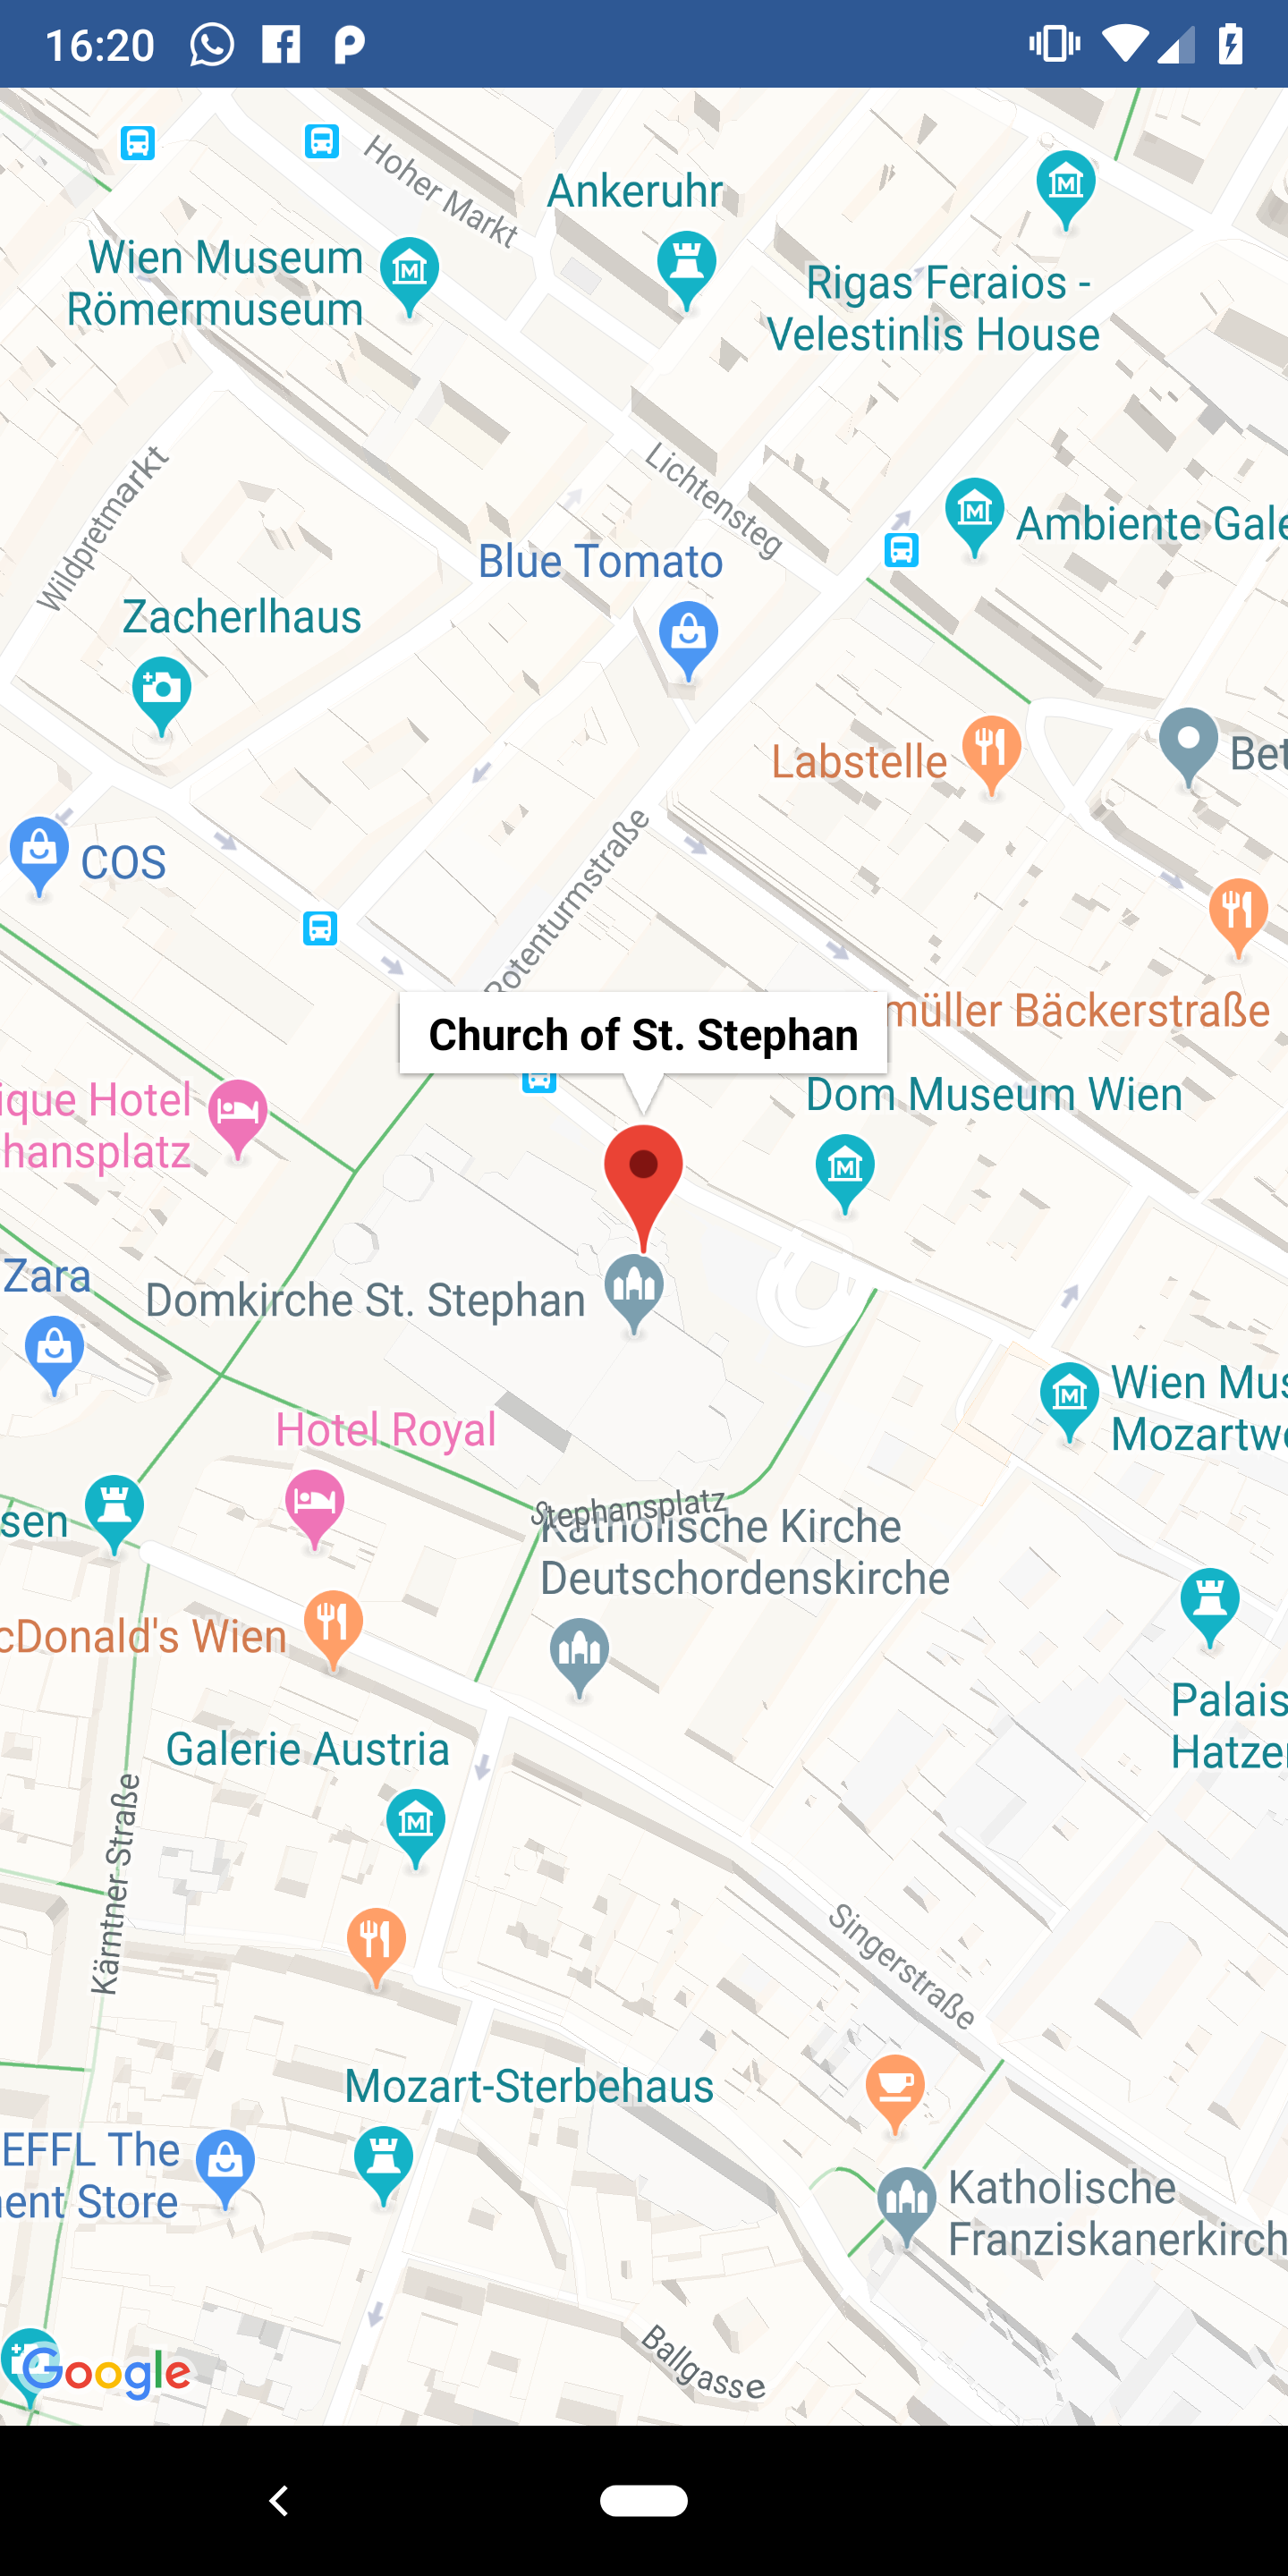 16:20
Hoher Markt
Ankeruhr
Wien Museum
Römermuseum
Rigas Feraios -
Velestinlis House
Lichtensteg
Wildpretmarkt
Ambiente Gale
Blue Tomato
Zacherlhaus
Labstelle
Bet
COS
Rotenturmstraße
müller Bäckerstraße
Church of St. Stephan
Dom Museum Wien
ique Hotel
hansplatz
Zara
Domkirche St. Stephan
Wien Mus
Mozartwo
Hotel Royal
Stephansplatz
sen
Katholische Kirche
Deutschordenskirche
cDonald's Wien
Palais
Hatze
Galerie Austria
Kärntner Straße
Singerstraße
Mozart-Sterbehaus
EFFL The
ent Store
Katholische
Franziskanerkirch
Ballgasse
Google